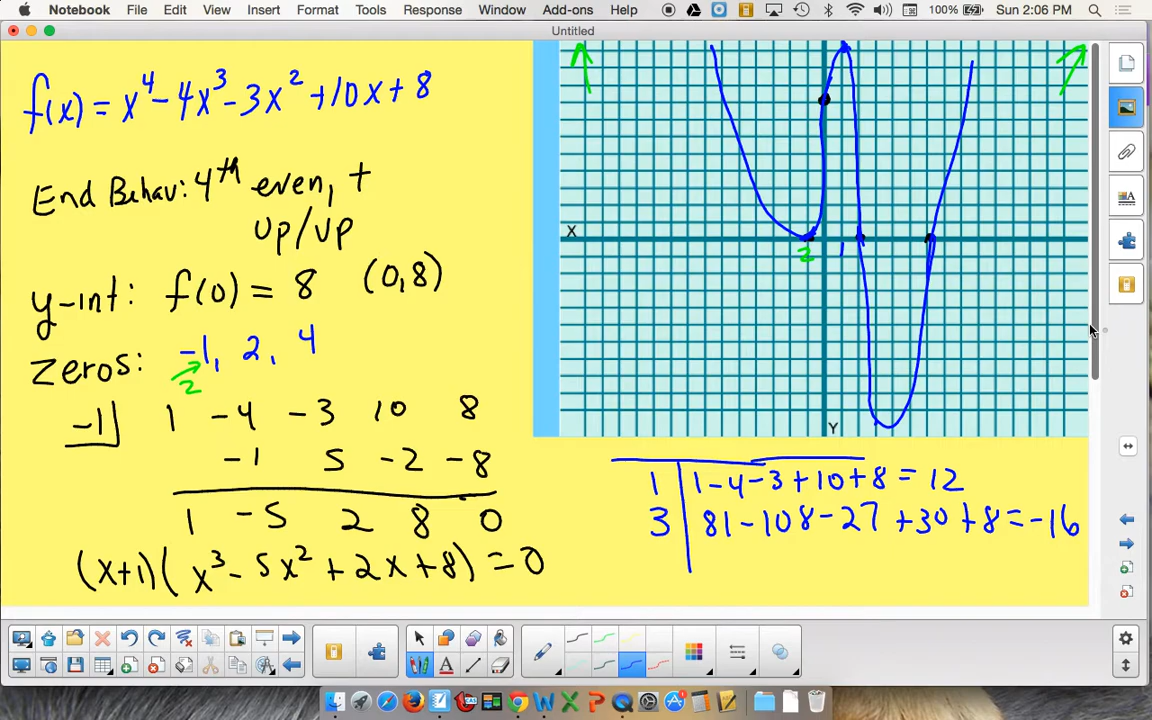 Notebook File Edit View Insert Format Tools Response Window Add-ons Help 100% Sun 2:06 PM
Untitled
f(x) = x⁴ - 4x³ - 3x² + 10x + 8
End Behav: 4th even, +
up/up
y-int: f(0) = 8 (0,8)
zeros: -1, 2, 4
2
-1 1 -4 -3 10 8
-1 5 -2 -8
1 -5 2 8 0
(x+1)(x³ - 5x² + 2x + 8) = 0
X
2
1
Y
1 1-4-3+10+8 = 12
3 81-108-27+30+8 = -16